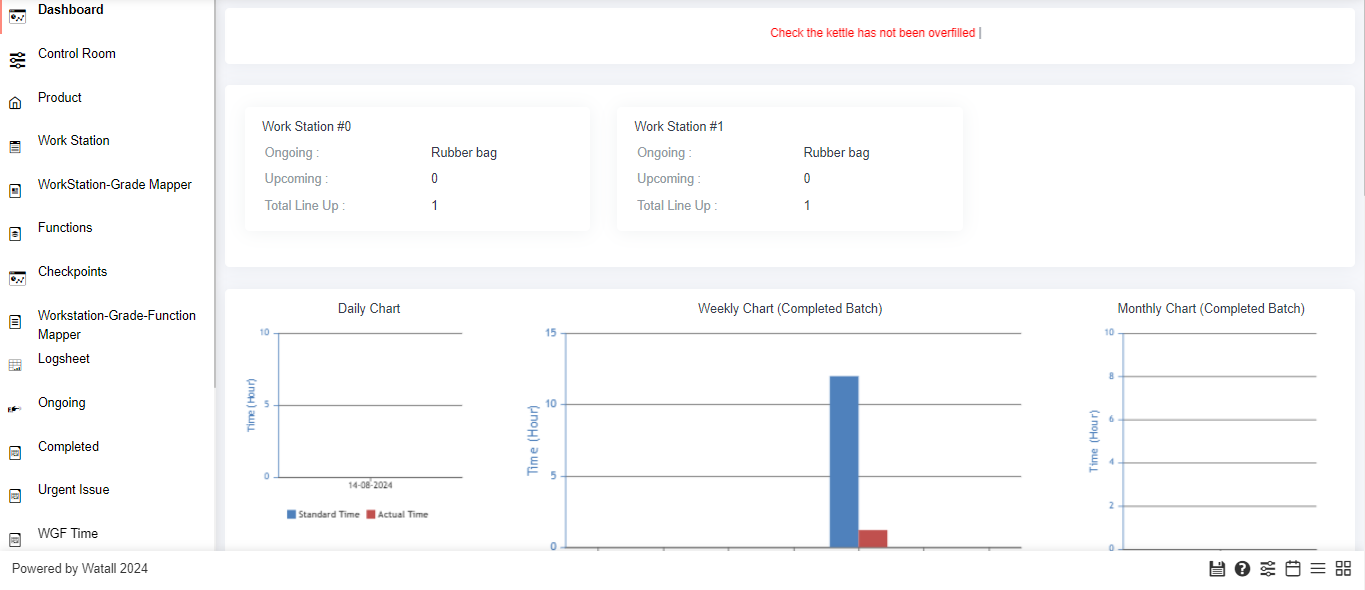 Dashboard
Control Room
Product
Work Station
WorkStation-Grade Mapper
Functions
Checkpoints
Workstation-Grade-Function
Mapper
Logsheet
Ongoing
Completed
Urgent Issue
WGF Time
Check the kettle has not been overfilled |
Work Station #0
Ongoing : Rubber bag
Upcoming : 0
Total Line Up : 1
Work Station #1
Ongoing : Rubber bag
Upcoming : 0
Total Line Up : 1
Daily Chart
10
5
0
Time (Hour)
14-08-2024
Standard Time Actual Time
Weekly Chart (Completed Batch)
15
10
5
0
Time (Hour)
Monthly Chart (Completed Batch)
10
8
6
4
2
0
Time (Hour)
Powered by Watall 2024